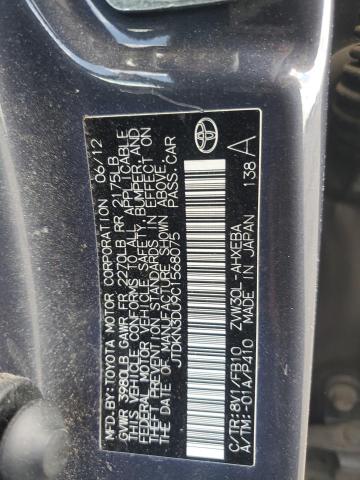 MFD.BY:TOYOTA MOTOR CORPORATION 06/12
GVWR 3980LB GAWR FR 2270LB RR 2175LB
THIS VEHICLE CONFORMS TO ALL APPLICABLE
FEDERAL MOTOR VEHICLE SAFETY, BUMPER, AND
THEFT PREVENTION STANDARDS IN EFFECT ON
THE DATE OF MANUFACTURE SHOWN ABOVE.
JTDKN3DU9C1568075 PASS.CAR
C/TR:8V1/FB10 ZVW30L-AHXEBA
A/TM:-01A/P410 MADE IN JAPAN 138 A
TOYOTA